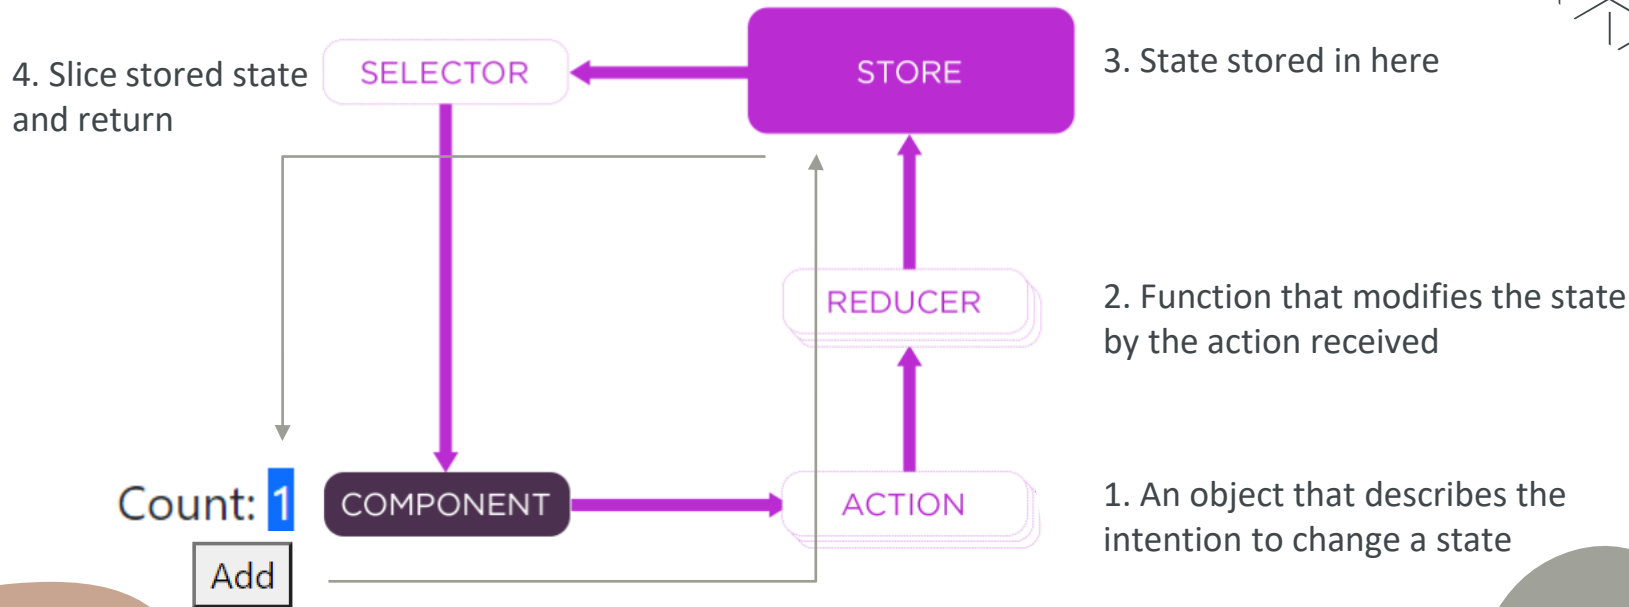 4. Slice stored state
and return
SELECTOR
STORE
3. State stored in here
REDUCER
2. Function that modifies the state
by the action received
Count: 1
COMPONENT
ACTION
1. An object that describes the
intention to change a state
Add